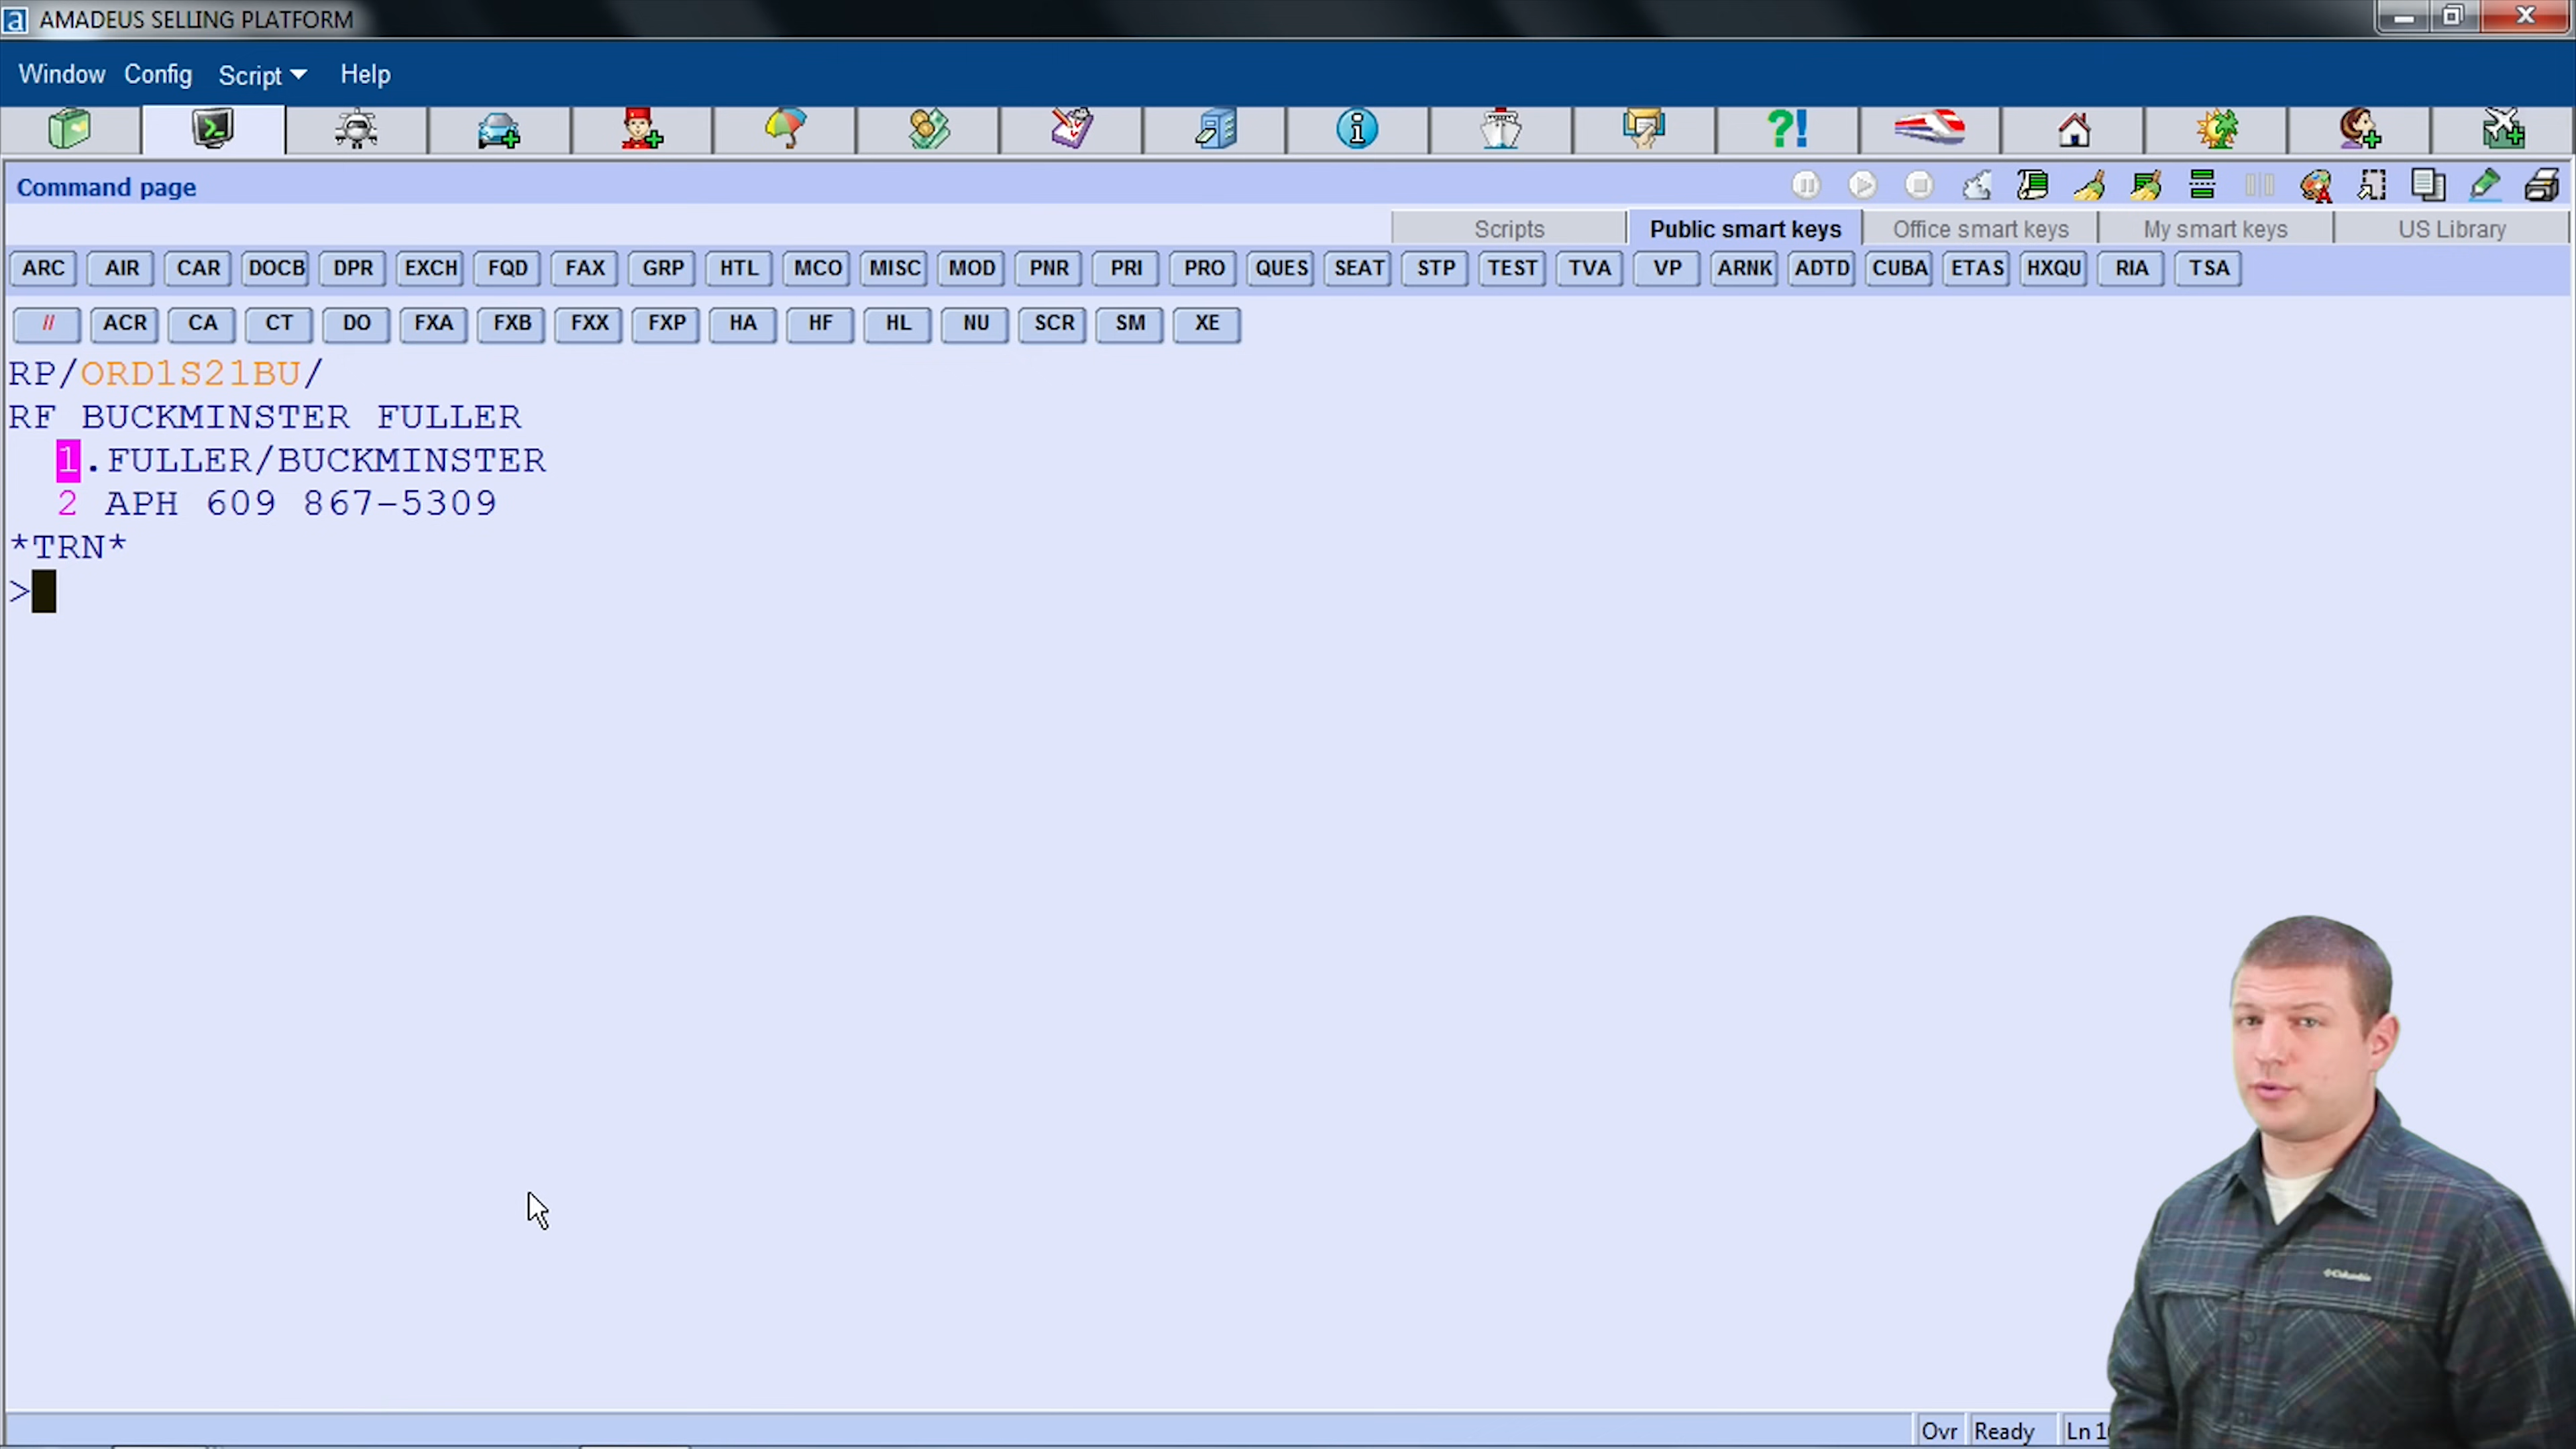 AMADEUS SELLING PLATFORM
Window Config Script Help
Command page
Scripts Public smart keys Office smart keys My smart keys US Library
ARC AIR CAR DOCB DPR EXCH FQD FAX GRP HTL MCO MISC MOD PNR PRI PRO QUES SEAT STP TEST TVA VP ARNK ADTD CUBA ETAS HXQU RIA TSA
// ACR CA CT DO FXA FXB FXX FXP HA HF HL NU SCR SM XE
RP/ORD1S21BU/
RF BUCKMINSTER FULLER
1.FULLER/BUCKMINSTER
2 APH 609 867-5309
*TRN*
>
Columbia
Ovr Ready Ln